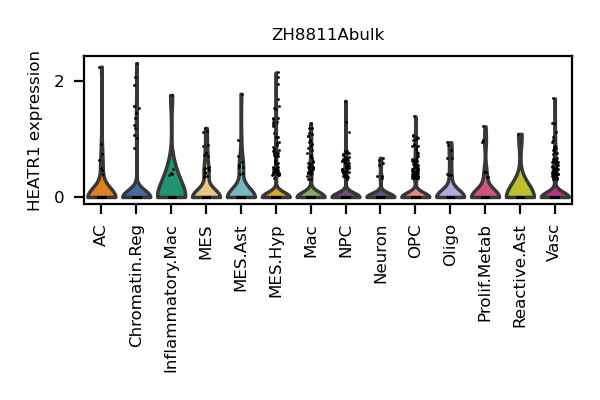 ZH8811Abulk
HEATR1 expression
2
0
AC
Chromatin.Reg
Inflammatory.Mac
MES
MES.Ast
MES.Hyp
Mac
NPC
Neuron
OPC
Oligo
Prolif.Metab
Reactive.Ast
Vasc